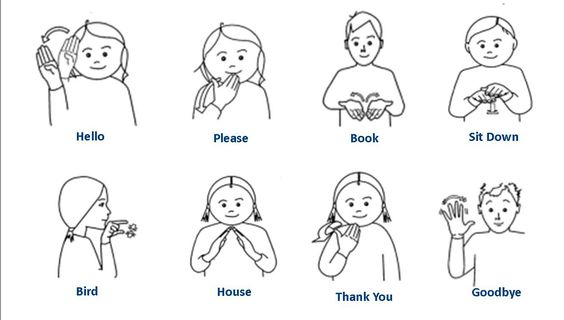 Hello
Please
Book
Sit Down
Bird
House
Thank You
Goodbye